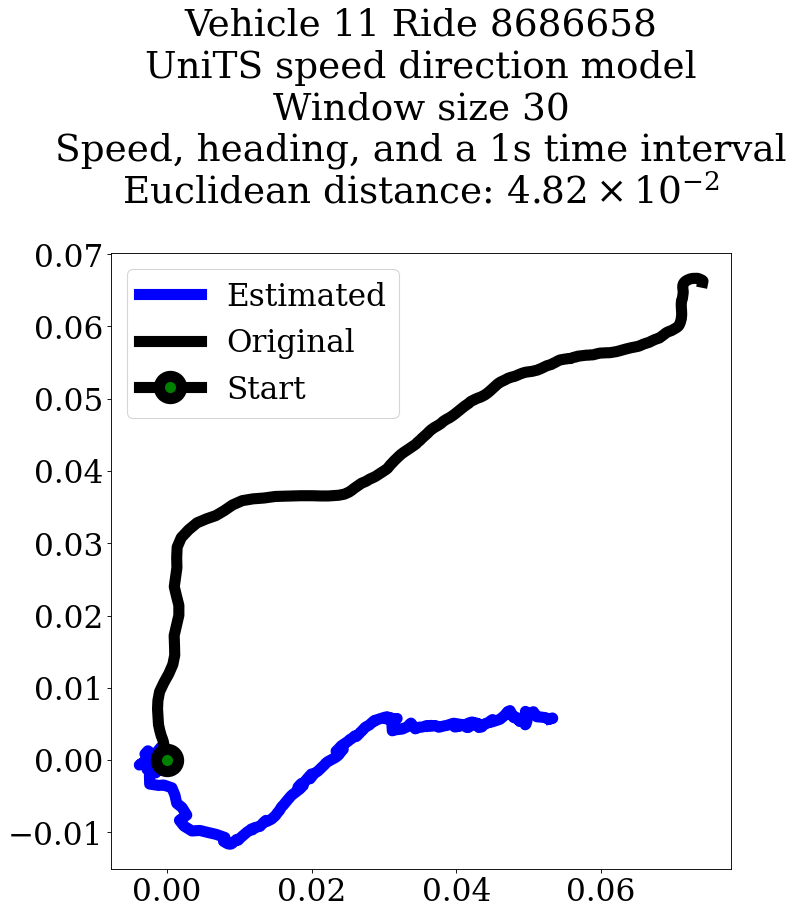 Vehicle 11 Ride 8686658
UniTS speed direction model
Window size 30
Speed, heading, and a 1s time interval
Euclidean distance: 4.82 × 10⁻²
0.07
Estimated
Original
Start
0.06
0.05
0.04
0.03
0.02
0.01
0.00
−0.01
0.00 0.02 0.04 0.06